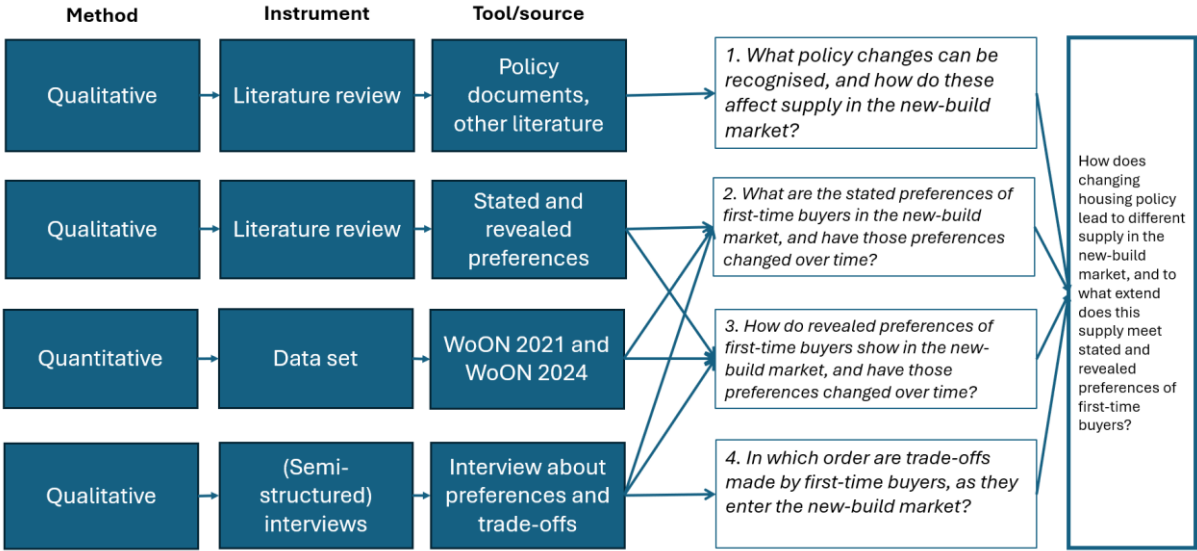 Method
Instrument
Tool/source
Qualitative
Literature review
Policy
documents,
other literature
1. What policy changes can be
recognised, and how do these
affect supply in the new-build
market?
Qualitative
Literature review
Stated and
revealed
preferences
2. What are the stated preferences of
first-time buyers in the new-build
market, and have those preferences
changed over time?
Quantitative
Data set
WoON 2021 and
WoON 2024
3. How do revealed preferences of
first-time buyers show in the new-
build market, and have those
preferences changed over time?
Qualitative
(Semi-
structured)
interviews
Interview about
preferences and
trade-offs
4. In which order are trade-offs
made by first-time buyers, as they
enter the new-build market?
How does
changing
housing policy
lead to different
supply in the
new-build
market, and to
what extend
does this
supply meet
stated and
revealed
preferences of
first-time
buyers?